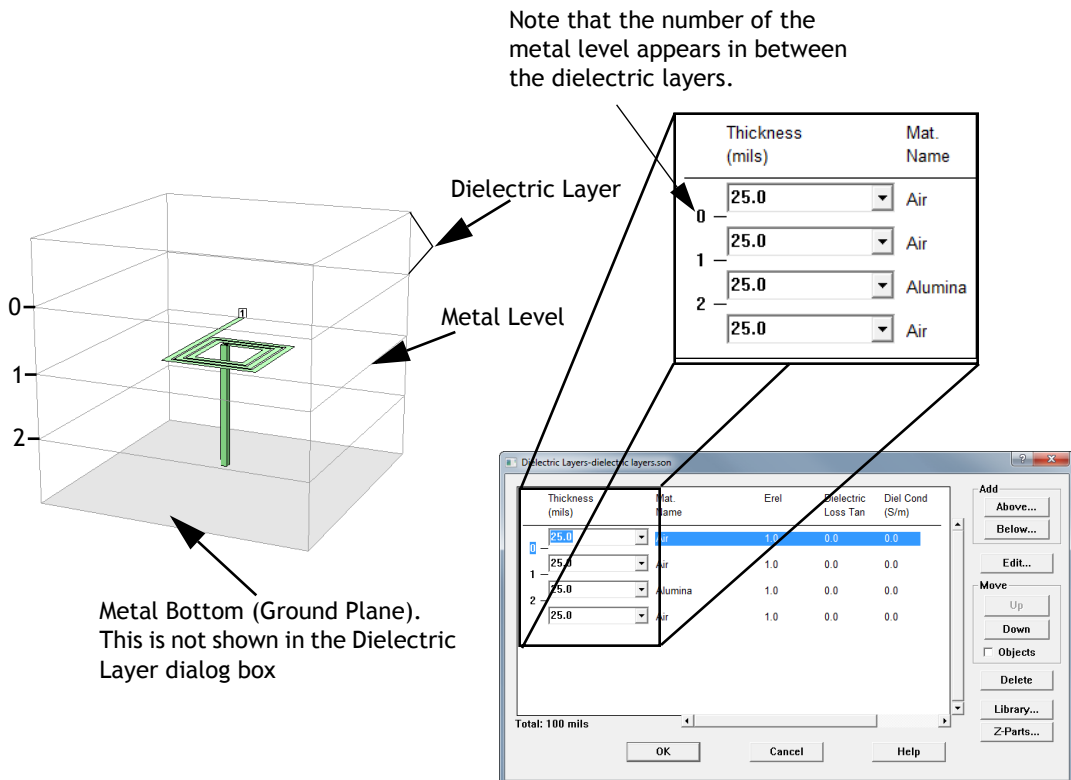 Note that the number of the
metal level appears in between
the dielectric layers.
Thickness
(mils)
Mat.
Name
25.0
Air
0
25.0
Air
1
25.0
Alumina
2
25.0
Air
Dielectric Layer
Metal Level
0
1
2
1
Metal Bottom (Ground Plane).
This is not shown in the Dielectric
Layer dialog box
Dielectric Layers-dielectric layers.son
Thickness
(mils)
Mat.
Name
Erel
Dielectric
Loss Tan
Diel Cond
(S/m)
25.0 Air 1.0 0.0 0.0
0
25.0 Air 1.0 0.0 0.0
1
25.0 Alumina 1.0 0.0 0.0
2
25.0 Air 1.0 0.0 0.0
Total: 100 mils
Add
Above...
Below...
Edit...
Move
Up
Down
Objects
Delete
Library...
Z-Parts...
OK
Cancel
Help